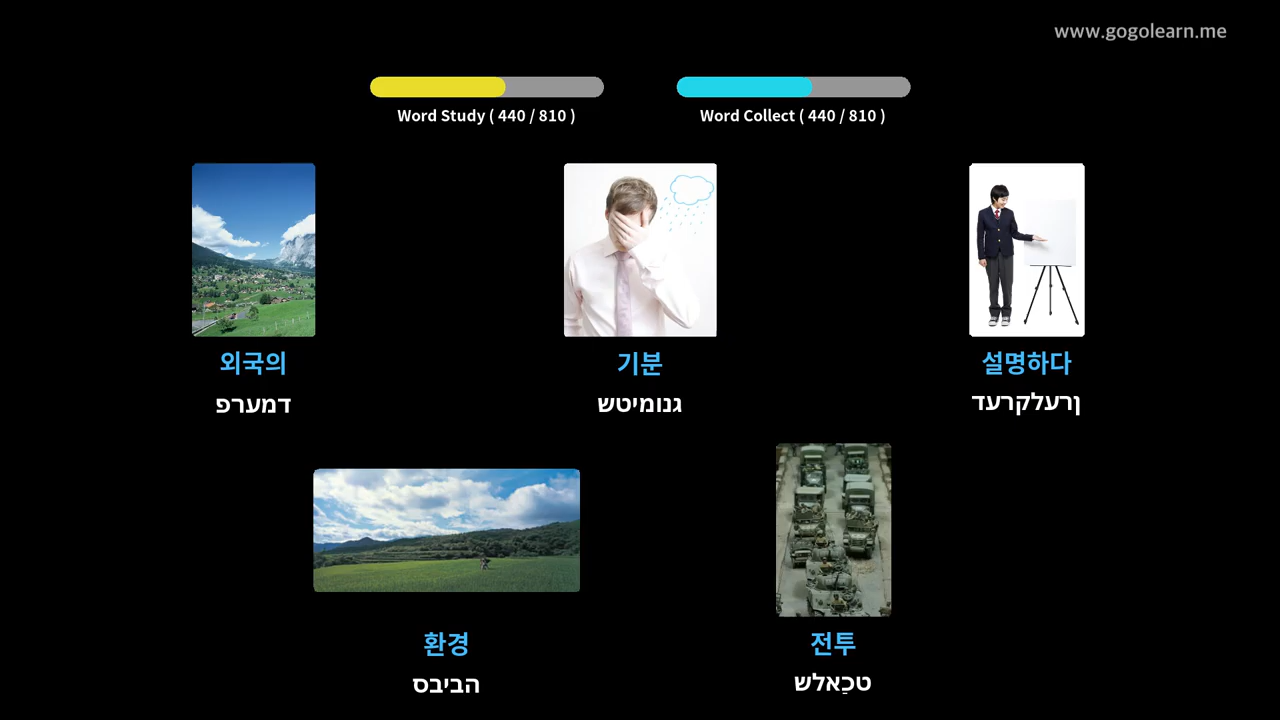 www.gogolearn.me
Word Study ( 440 / 810 )
Word Collect ( 440 / 810 )
외국의
דמערפ
기분
גנומיטש
설명하다
ןרעלקרעד
환경
הביבס
전투
טכַאלש